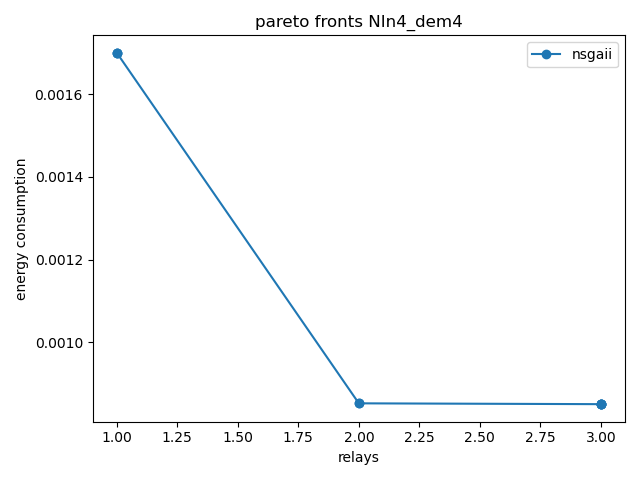 pareto fronts NIn4_dem4
nsgaii
0.0016
0.0014
0.0012
0.0010
energy consumption
1.00 1.25 1.50 1.75 2.00 2.25 2.50 2.75 3.00
relays